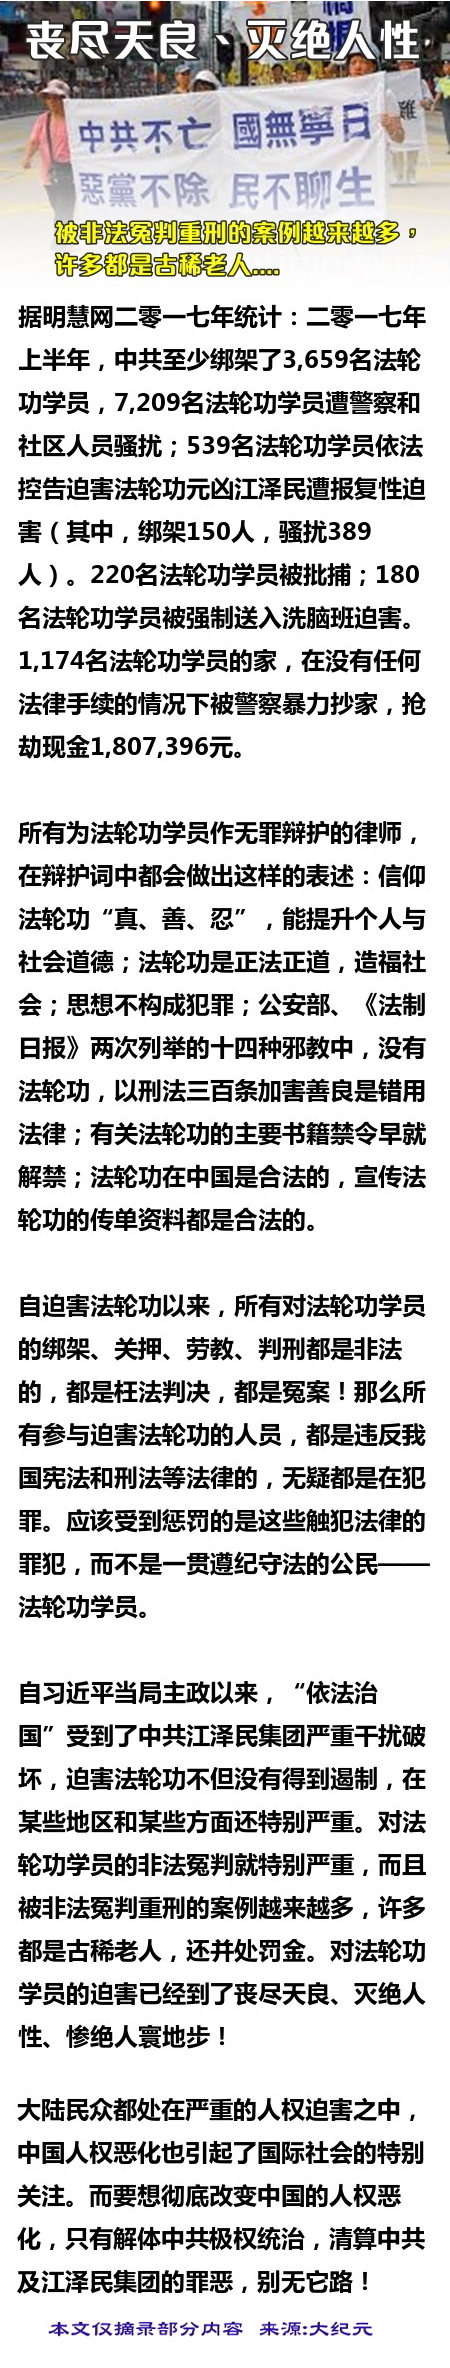 丧尽天良、灭绝人性
中共不亡 國無寧日
惡黨不除 民不聊生
被非法冤判重刑的案例越来越多，
许多都是古稀老人....
据明慧网二零一七年统计：二零一七年
上半年，中共至少绑架了3,659名法轮
功学员，7,209名法轮功学员遭警察和
社区人员骚扰；539名法轮功学员依法
控告迫害法轮功元凶江泽民遭报复性迫
害（其中，绑架150人，骚扰389
人）。220名法轮功学员被批捕；180
名法轮功学员被强制送入洗脑班迫害。
1,174名法轮功学员的家，在没有任何
法律手续的情况下被警察暴力抄家，抢
劫现金1,807,396元。
所有为法轮功学员作无罪辩护的律师，
在辩护词中都会做出这样的表述：信仰
法轮功“真、善、忍”，能提升个人与
社会道德；法轮功是正法正道，造福社
会；思想不构成犯罪；公安部、《法制
日报》两次列举的十四种邪教中，没有
法轮功，以刑法三百条加害善良是错用
法律；有关法轮功的主要书籍禁令早就
解禁；法轮功在中国是合法的，宣传法
轮功的传单资料都是合法的。
自迫害法轮功以来，所有对法轮功学员
的绑架、关押、劳教、判刑都是非法
的，都是枉法判决，都是冤案！那么所
有参与迫害法轮功的人员，都是违反我
国宪法和刑法等法律的，无疑都是在犯
罪。应该受到惩罚的是这些触犯法律的
罪犯，而不是一贯遵纪守法的公民——
法轮功学员。
自习近平当局主政以来，“依法治
国”受到了中共江泽民集团严重干扰破
坏，迫害法轮功不但没有得到遏制，在
某些地区和某些方面还特别严重。对法
轮功学员的非法冤判就特别严重，而且
被非法冤判重刑的案例越来越多，许多
都是古稀老人，还并处罚金。对法轮功
学员的迫害已经到了丧尽天良、灭绝人
性、惨绝人寰地步！
大陆民众都处在严重的人权迫害之中，
中国人权恶化也引起了国际社会的特别
关注。而要想彻底改变中国的人权恶
化，只有解体中共极权统治，清算中共
及江泽民集团的罪恶，别无它路！
本文仅摘录部分内容 来源:大纪元